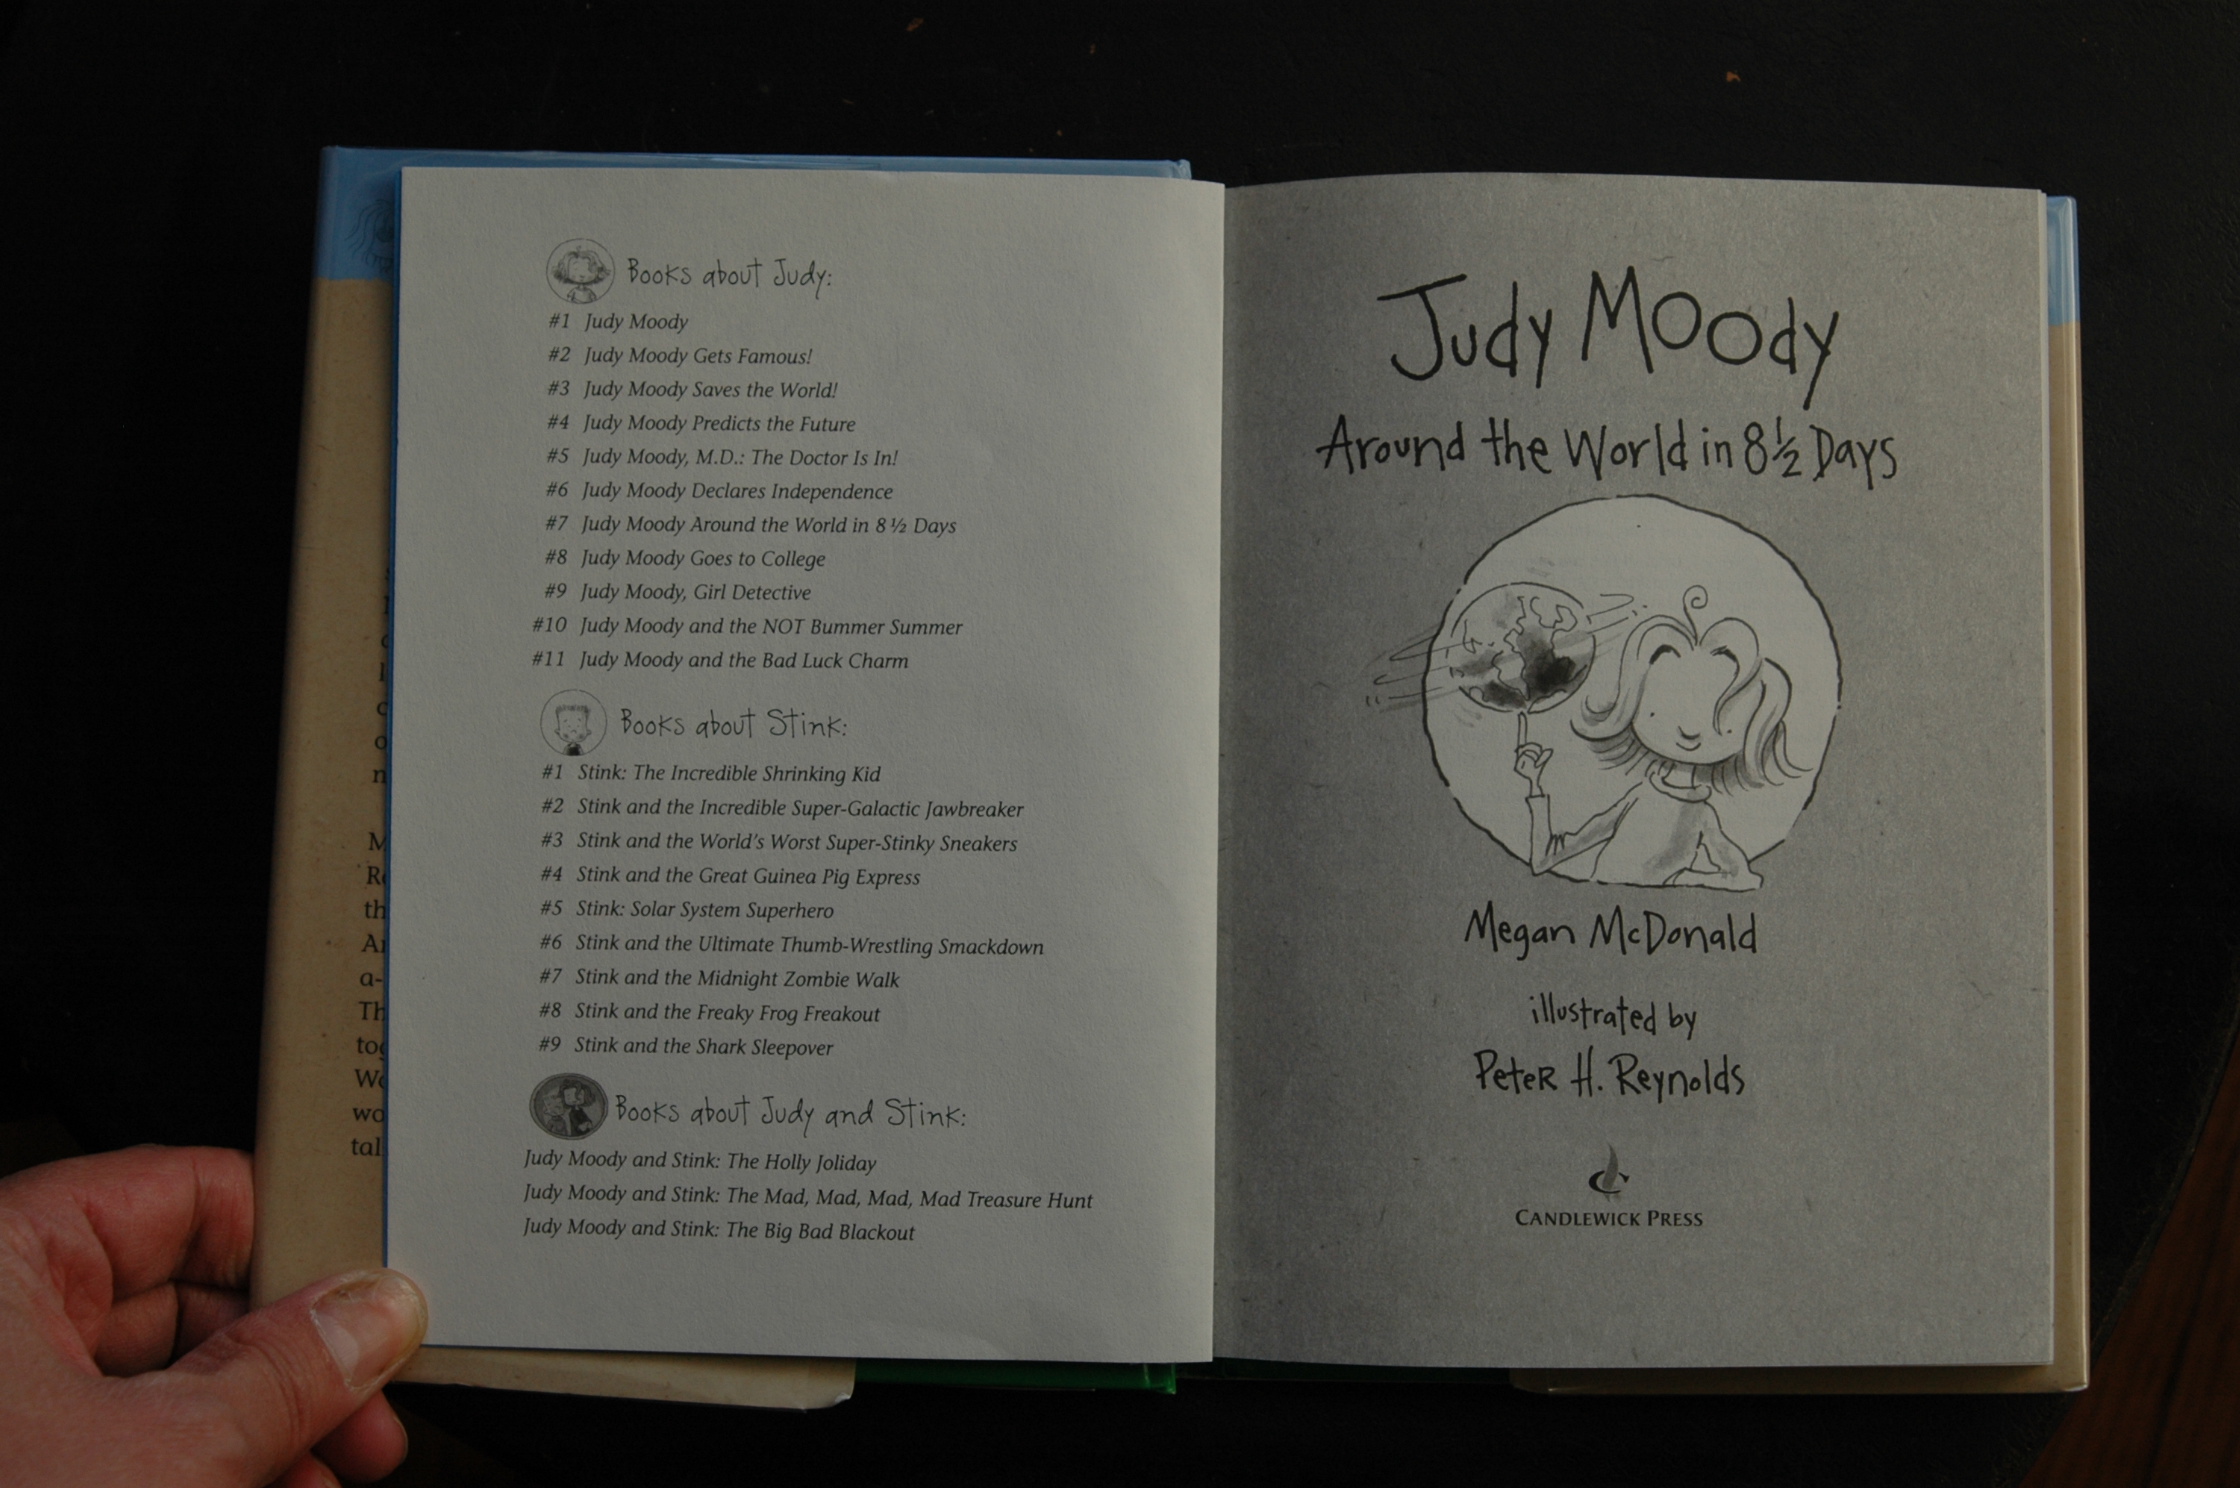 Books about Judy:
#1 Judy Moody
#2 Judy Moody Gets Famous!
#3 Judy Moody Saves the World!
#4 Judy Moody Predicts the Future
#5 Judy Moody, M.D.: The Doctor Is In!
#6 Judy Moody Declares Independence
#7 Judy Moody Around the World in 8 ½ Days
#8 Judy Moody Goes to College
#9 Judy Moody, Girl Detective
#10 Judy Moody and the NOT Bummer Summer
#11 Judy Moody and the Bad Luck Charm
Books about Stink:
#1 Stink: The Incredible Shrinking Kid
#2 Stink and the Incredible Super-Galactic Jawbreaker
#3 Stink and the World's Worst Super-Stinky Sneakers
#4 Stink and the Great Guinea Pig Express
#5 Stink: Solar System Superhero
#6 Stink and the Ultimate Thumb-Wrestling Smackdown
#7 Stink and the Midnight Zombie Walk
#8 Stink and the Freaky Frog Freakout
#9 Stink and the Shark Sleepover
Books about Judy and Stink:
Judy Moody and Stink: The Holly Joliday
Judy Moody and Stink: The Mad, Mad, Mad, Mad Treasure Hunt
Judy Moody and Stink: The Big Bad Blackout
Judy Moody
Around the World in 8 ½ Days
Megan McDonald
illustrated by
Peter H. Reynolds
CANDLEWICK PRESS